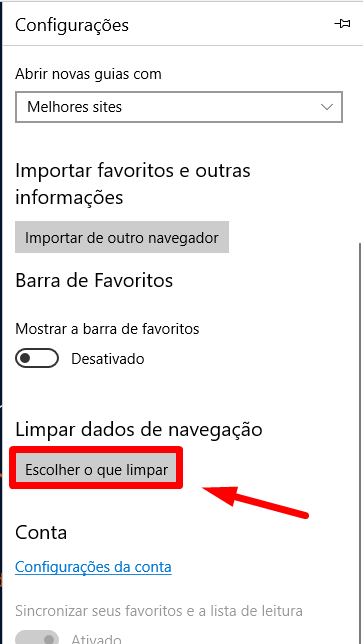 Configurações
Abrir novas guias com
Melhores sites
Importar favoritos e outras
informações
Importar de outro navegador
Barra de Favoritos
Mostrar a barra de favoritos
Desativado
Limpar dados de navegação
Escolher o que limpar
Conta
Configurações da conta
Sincronizar seus favoritos e a lista de leitura
Ativado